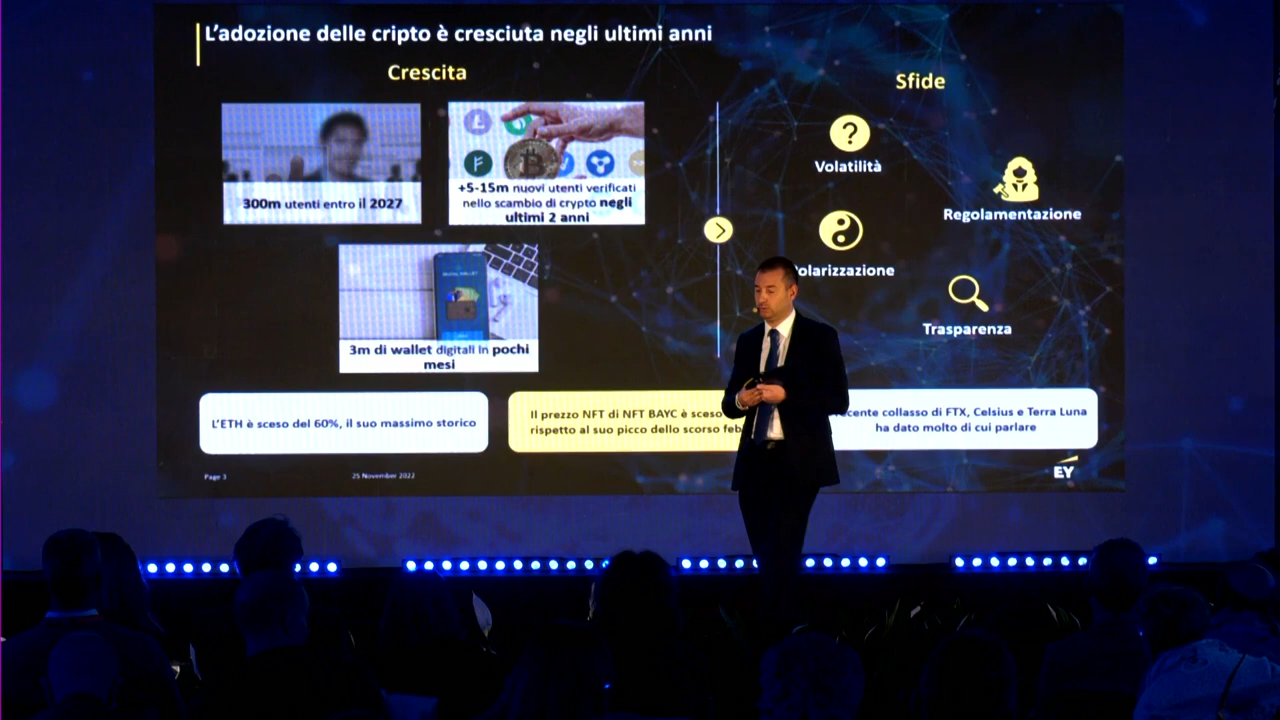 L'adozione delle cripto è cresciuta negli ultimi anni
Crescita
300m utenti entro il 2027
+5-15m nuovi utenti verificati
nello scambio di crypto negli
ultimi 2 anni
DIGITAL WALLET
3m di wallet digitali in pochi
mesi
Sfide
Volatilità
Regolamentazione
olarizzazione
Trasparenza
L'ETH è sceso del 60%, il suo massimo storico
Il prezzo NFT di NFT BAYC è sceso
rispetto al suo picco dello scorso feb
recente collasso di FTX, Celsius e Terra Luna
ha dato molto di cui parlare
Page 3
25 November 2022
EY